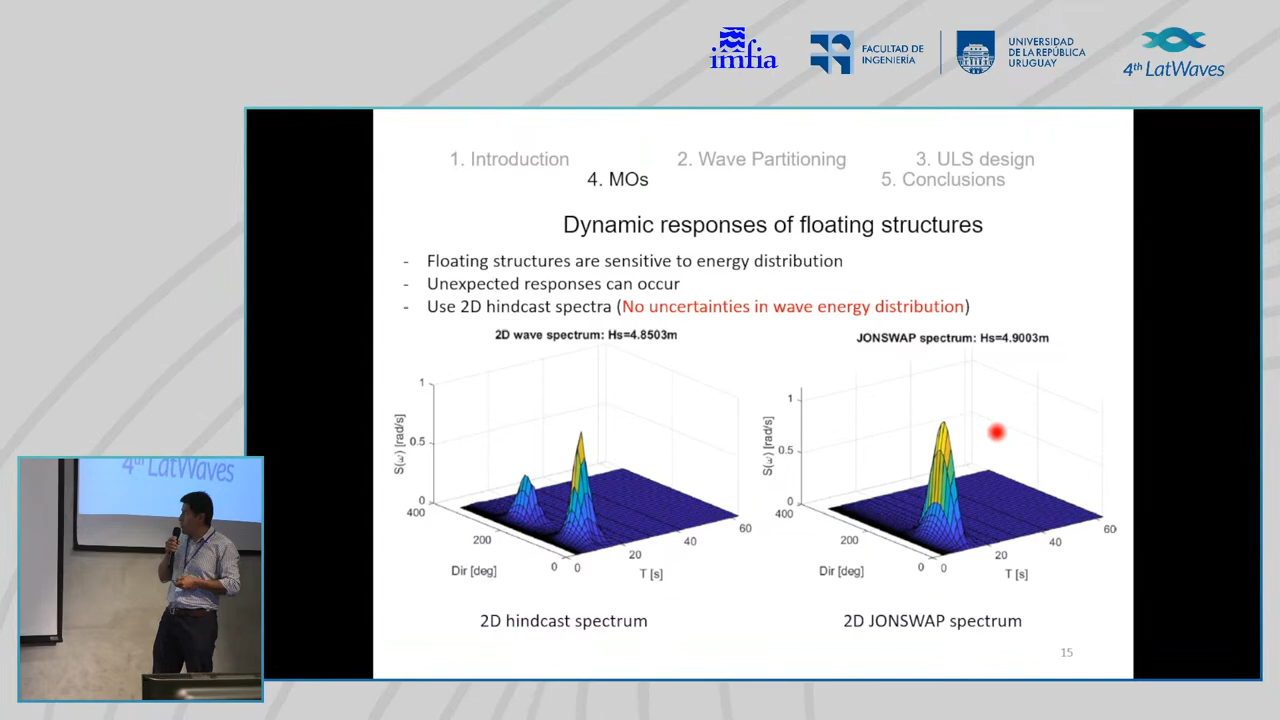 imfia
FACULTAD DE
INGENIERÍA
UNIVERSIDAD
DE LA REPÚBLICA
URUGUAY
4th LatWaves
1. Introduction
2. Wave Partitioning
3. ULS design
4. MOs
5. Conclusions
Dynamic responses of floating structures
- Floating structures are sensitive to energy distribution
- Unexpected responses can occur
- Use 2D hindcast spectra (No uncertainties in wave energy distribution)
2D wave spectrum: Hs=4.8503m
1
0.5
0
S(ω) [rad/s]
400
200
0
Dir [deg]
0
20
40
60
T [s]
2D hindcast spectrum
JONSWAP spectrum: Hs=4.9003m
1
0.5
0
S(ω) [rad/s]
400
200
0
Dir [deg]
0
20
40
60
T [s]
2D JONSWAP spectrum
15
4th LatWaves